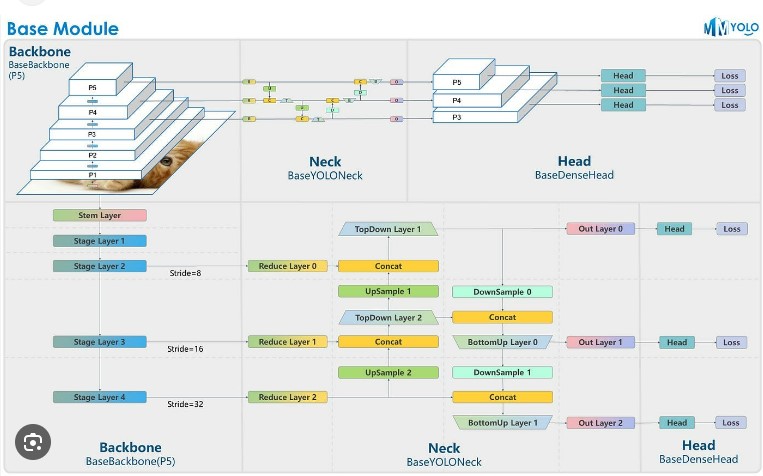 Base Module
MMYOLO
Backbone
BaseBackbone
(P5)
P5
P4
P3
P2
P1
Neck
BaseYOLONeck
P5
P4
P3
Head Loss
Head Loss
Head Loss
Head
BaseDenseHead
Stem Layer
Stage Layer 1
Stage Layer 2
Stride=8
Stage Layer 3
Stride=16
Stage Layer 4
Stride=32
Backbone
BaseBackbone(P5)
TopDown Layer 1
Reduce Layer 0
Concat
UpSample 1
DownSample 0
TopDown Layer 2
Concat
Reduce Layer 1
Concat
BottomUp Layer 0
UpSample 2
DownSample 1
Reduce Layer 2
Concat
BottomUp Layer 1
Neck
BaseYOLONeck
Out Layer 0 Head Loss
Out Layer 1 Head Loss
Out Layer 2 Head Loss
Head
BaseDenseHead